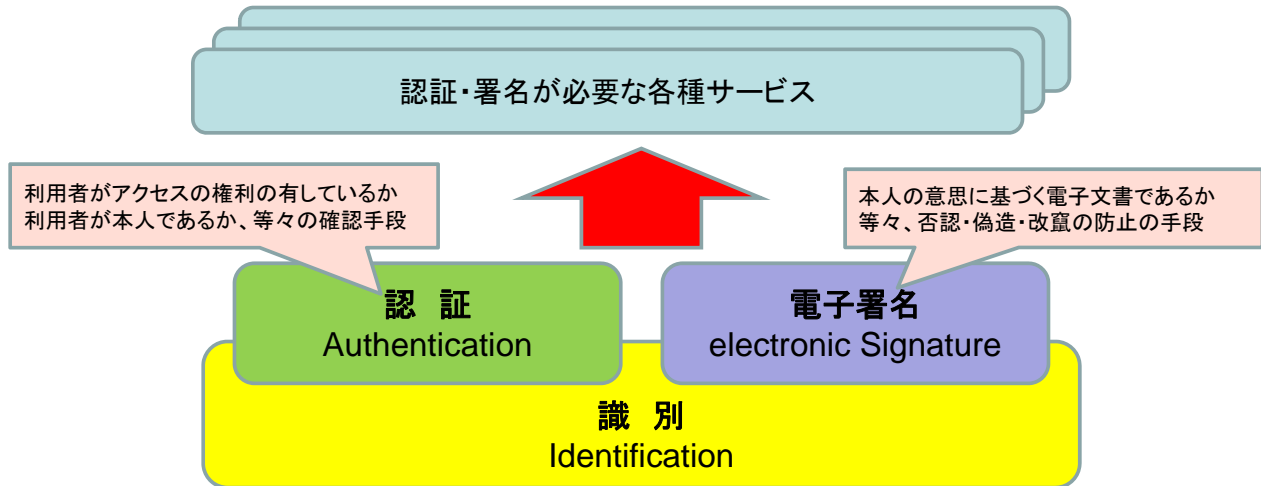 認証・署名が必要な各種サービス
利用者がアクセスの権利の有しているか
利用者が本人であるか、等々の確認手段
本人の意思に基づく電子文書であるか
等々、否認・偽造・改竄の防止の手段
認 証
Authentication
電子署名
electronic Signature
識 別
Identification